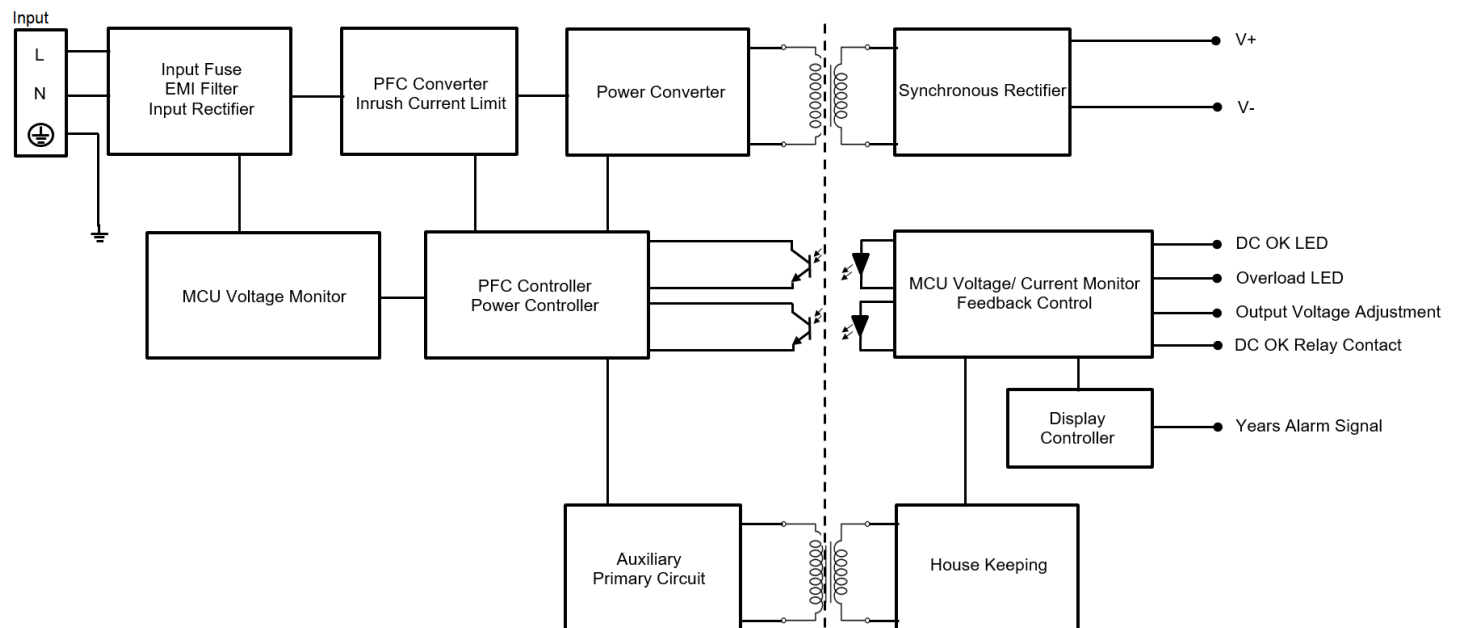 Input
L
N
Input Fuse
EMI Filter
Input Rectifier
PFC Converter
Inrush Current Limit
Power Converter
Synchronous Rectifier
V+
V-
MCU Voltage Monitor
PFC Controller
Power Controller
MCU Voltage/ Current Monitor
Feedback Control
DC OK LED
Overload LED
Output Voltage Adjustment
DC OK Relay Contact
Display
Controller
Years Alarm Signal
Auxiliary
Primary Circuit
House Keeping